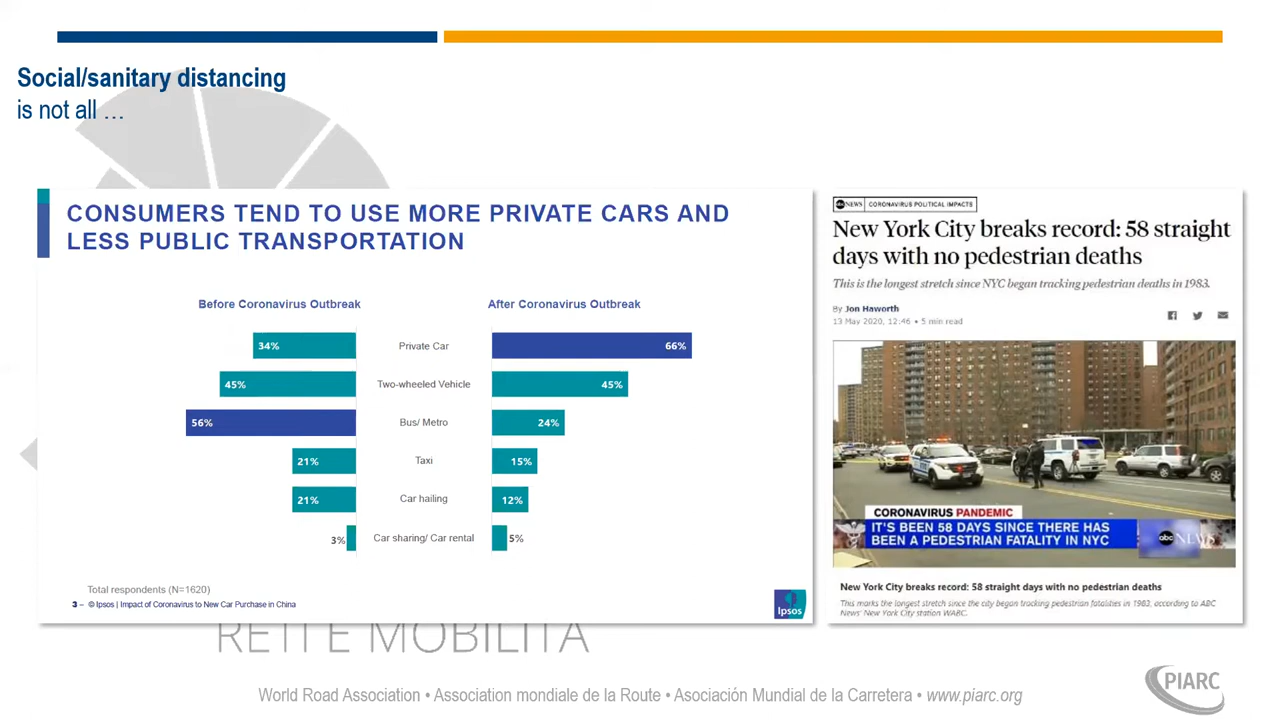 Social/sanitary distancing
is not all …
CONSUMERS TEND TO USE MORE PRIVATE CARS AND
LESS PUBLIC TRANSPORTATION
Before Coronavirus Outbreak
After Coronavirus Outbreak
34% Private Car 66%
45% Two-wheeled Vehicle 45%
56% Bus/ Metro 24%
21% Taxi 15%
21% Car hailing 12%
3% Car sharing/ Car rental 5%
Total respondents (N=1620)
3 – © Ipsos | Impact of Coronavirus to New Car Purchase in China
Ipsos
abc NEWS CORONAVIRUS POLITICAL IMPACTS
New York City breaks record: 58 straight
days with no pedestrian deaths
This is the longest stretch since NYC began tracking pedestrian deaths in 1983.
By Jon Haworth
13 May 2020, 12:46 • 5 min read
CORONAVIRUS PANDEMIC
IT'S BEEN 58 DAYS SINCE THERE HAS
BEEN A PEDESTRIAN FATALITY IN NYC
abc NEWS
New York City breaks record: 58 straight days with no pedestrian deaths
This marks the longest stretch since the city began tracking pedestrian fatalities in 1983, according to ABC
News' New York City station WABC.
RETI E MOBILITÀ
World Road Association • Association mondiale de la Route • Asociación Mundial de la Carretera • www.piarc.org
PIARC